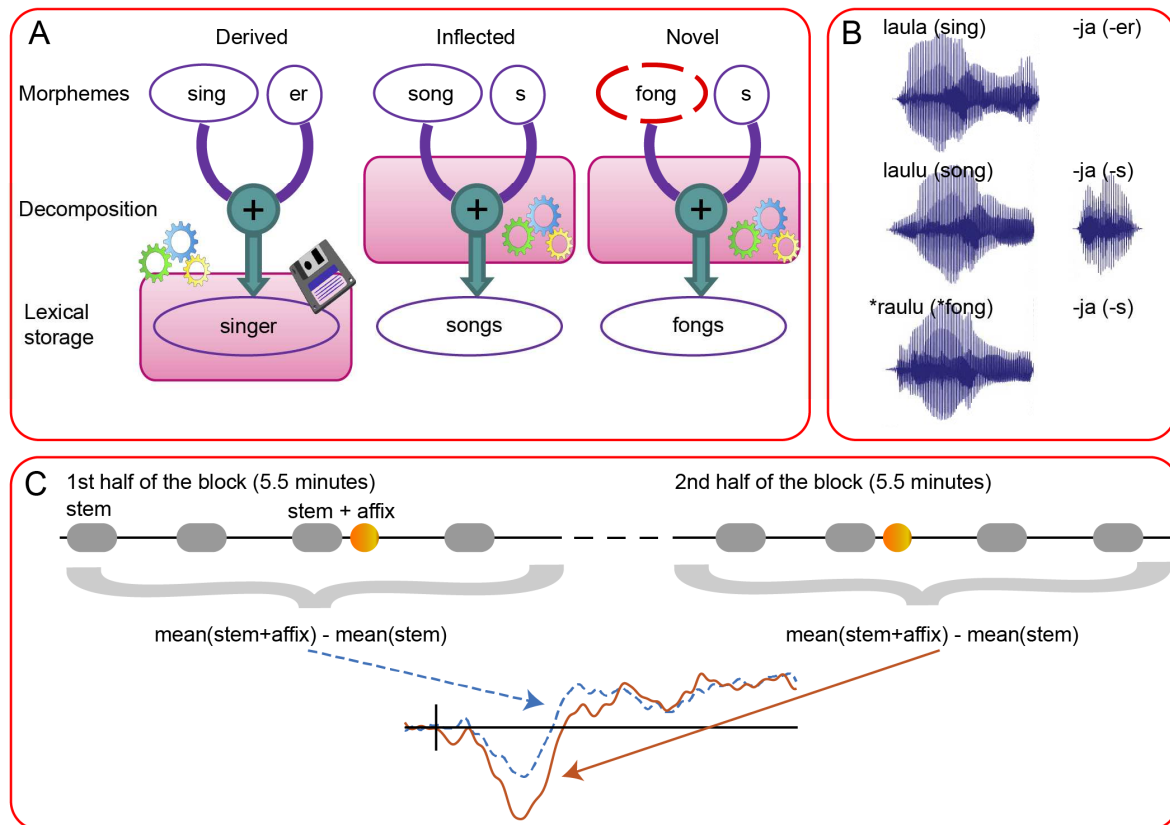 A
Derived Inflected Novel
Morphemes sing er song s fong s
Decomposition + + +
Lexical
storage
singer songs fongs
B
laula (sing) -ja (-er)
laulu (song) -ja (-s)
*raulu (*fong) -ja (-s)
C
1st half of the block (5.5 minutes) 2nd half of the block (5.5 minutes)
stem stem + affix
mean(stem+affix) - mean(stem) mean(stem+affix) - mean(stem)